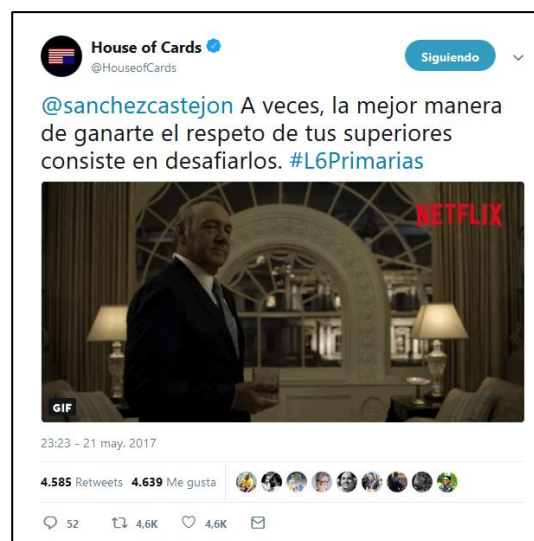 House of Cards
@HouseofCards
Siguiendo
@sanchezcastejon A veces, la mejor manera
de ganarte el respeto de tus superiores
consiste en desafiarlos. #L6Primarias
NETFLIX
GIF
23:23 - 21 may. 2017
4.585 Retweets 4.639 Me gusta
52 4,6K 4,6K